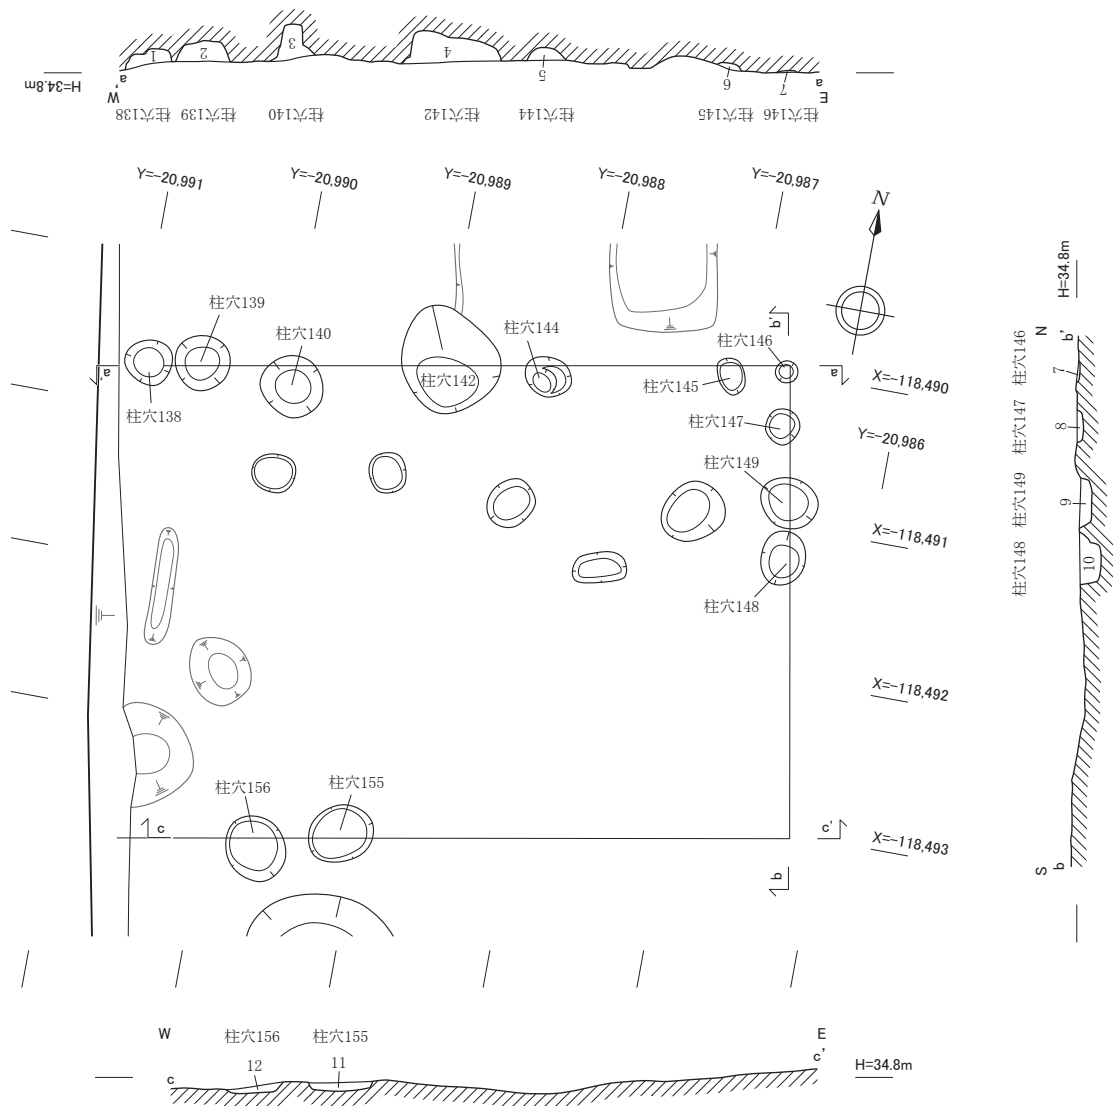 1
2
3
4
5
6
7
H=34.8m
W
a'
a
E
柱穴138
柱穴139
柱穴140
柱穴142
柱穴144
柱穴145
柱穴146
Y=-20,991
Y=-20,990
Y=-20,989
Y=-20,988
Y=-20,987
N
柱穴139
柱穴140
柱穴144
b'
柱穴146
a'
a
柱穴142
柱穴145
X=-118,490
柱穴138
柱穴147
Y=-20,986
柱穴149
X=-118,491
柱穴148
X=-118,492
柱穴156
柱穴155
c
c'
X=-118,493
b
H=34.8m
N
b'
柱穴146
7
柱穴147
8
柱穴149
9
柱穴148
10
S
b
W
柱穴156
柱穴155
E
c
12
11
c'
H=34.8m